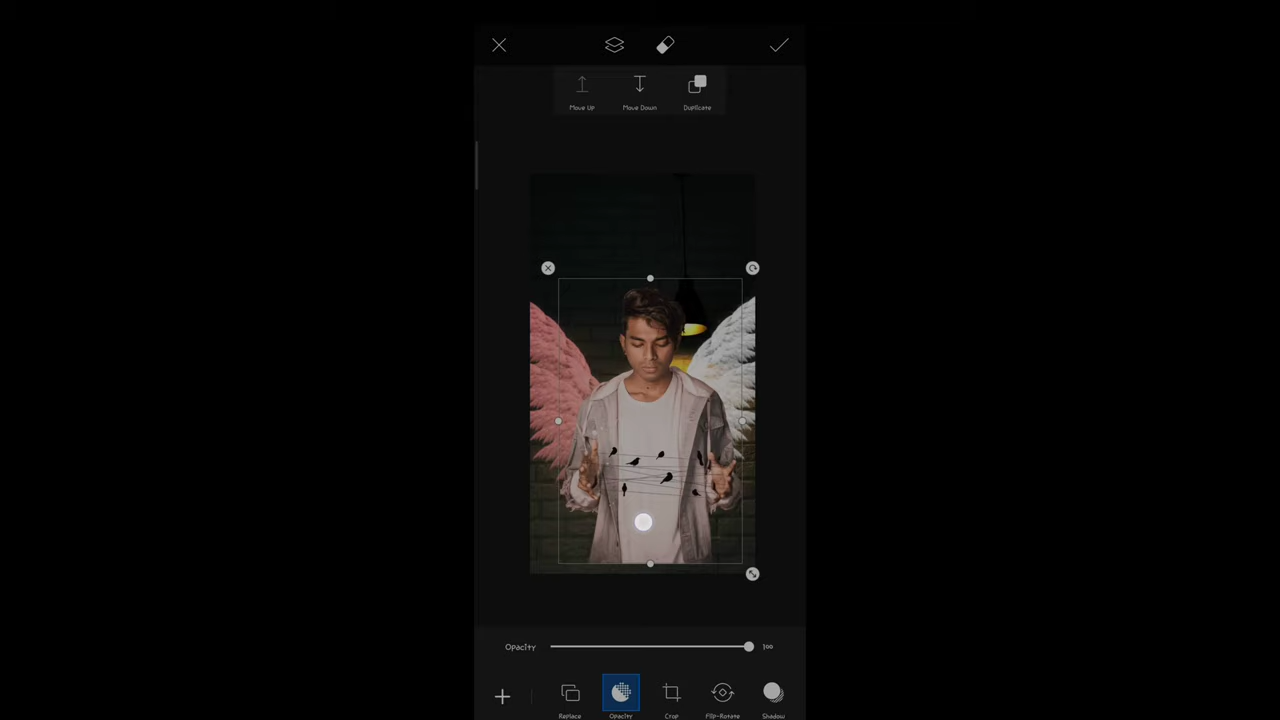 Move Up Move Down Duplicate
Opacity 100
Replace Opacity Crop Flip-Rotate Shadow